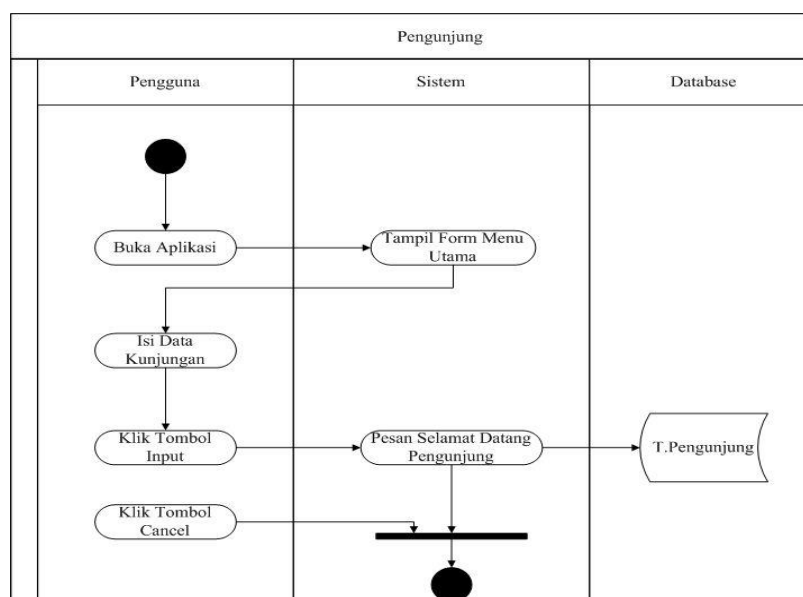 Pengunjung
Pengguna
Sistem
Database
Buka Aplikasi
Tampil Form Menu
Utama
Isi Data
Kunjungan
Klik Tombol
Input
Pesan Selamat Datang
Pengunjung
T.Pengunjung
Klik Tombol
Cancel